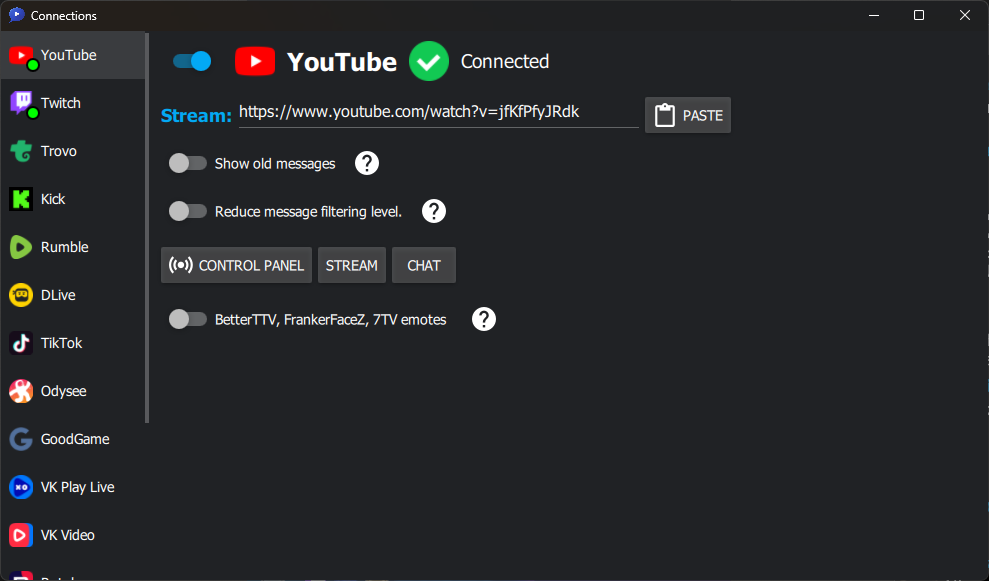 Connections
YouTube
Twitch
Trovo
Kick
Rumble
DLive
TikTok
Odysee
GoodGame
VK Play Live
VK Video
YouTube Connected
Stream: https://www.youtube.com/watch?v=jfKfPfyJRdk PASTE
Show old messages ?
Reduce message filtering level. ?
CONTROL PANEL STREAM CHAT
BetterTTV, FrankerFaceZ, 7TV emotes ?